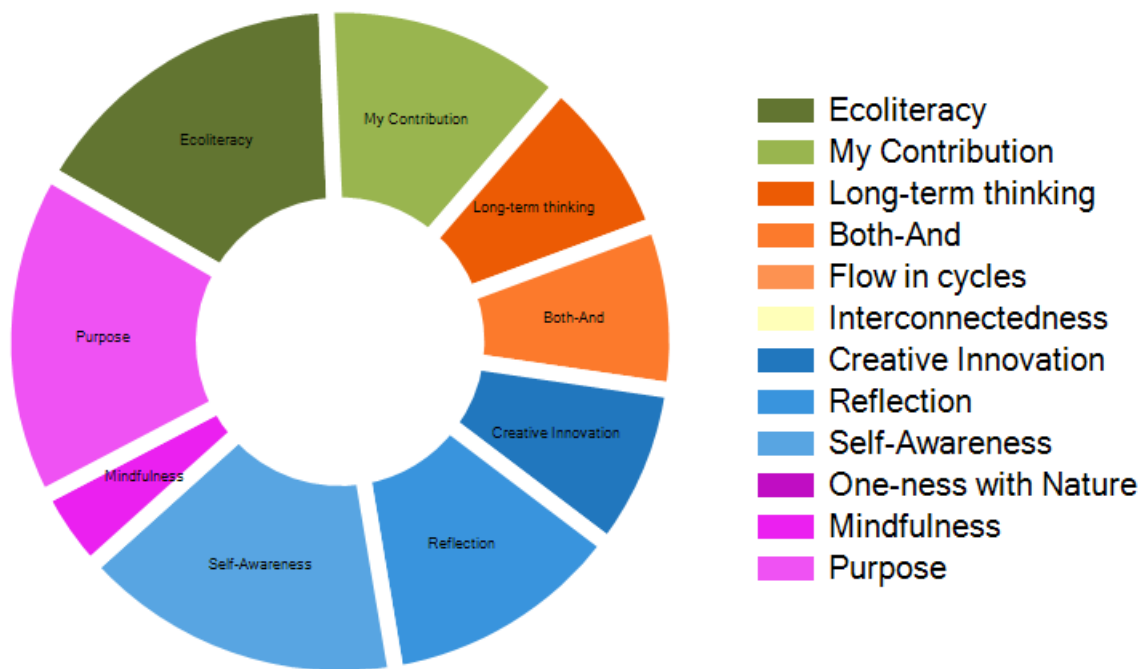 Ecoliteracy
My Contribution
Long-term thinking
Both-And
Creative Innovation
Reflection
Self-Awareness
Mindfulness
Purpose
Ecoliteracy
My Contribution
Long-term thinking
Both-And
Flow in cycles
Interconnectedness
Creative Innovation
Reflection
Self-Awareness
One-ness with Nature
Mindfulness
Purpose